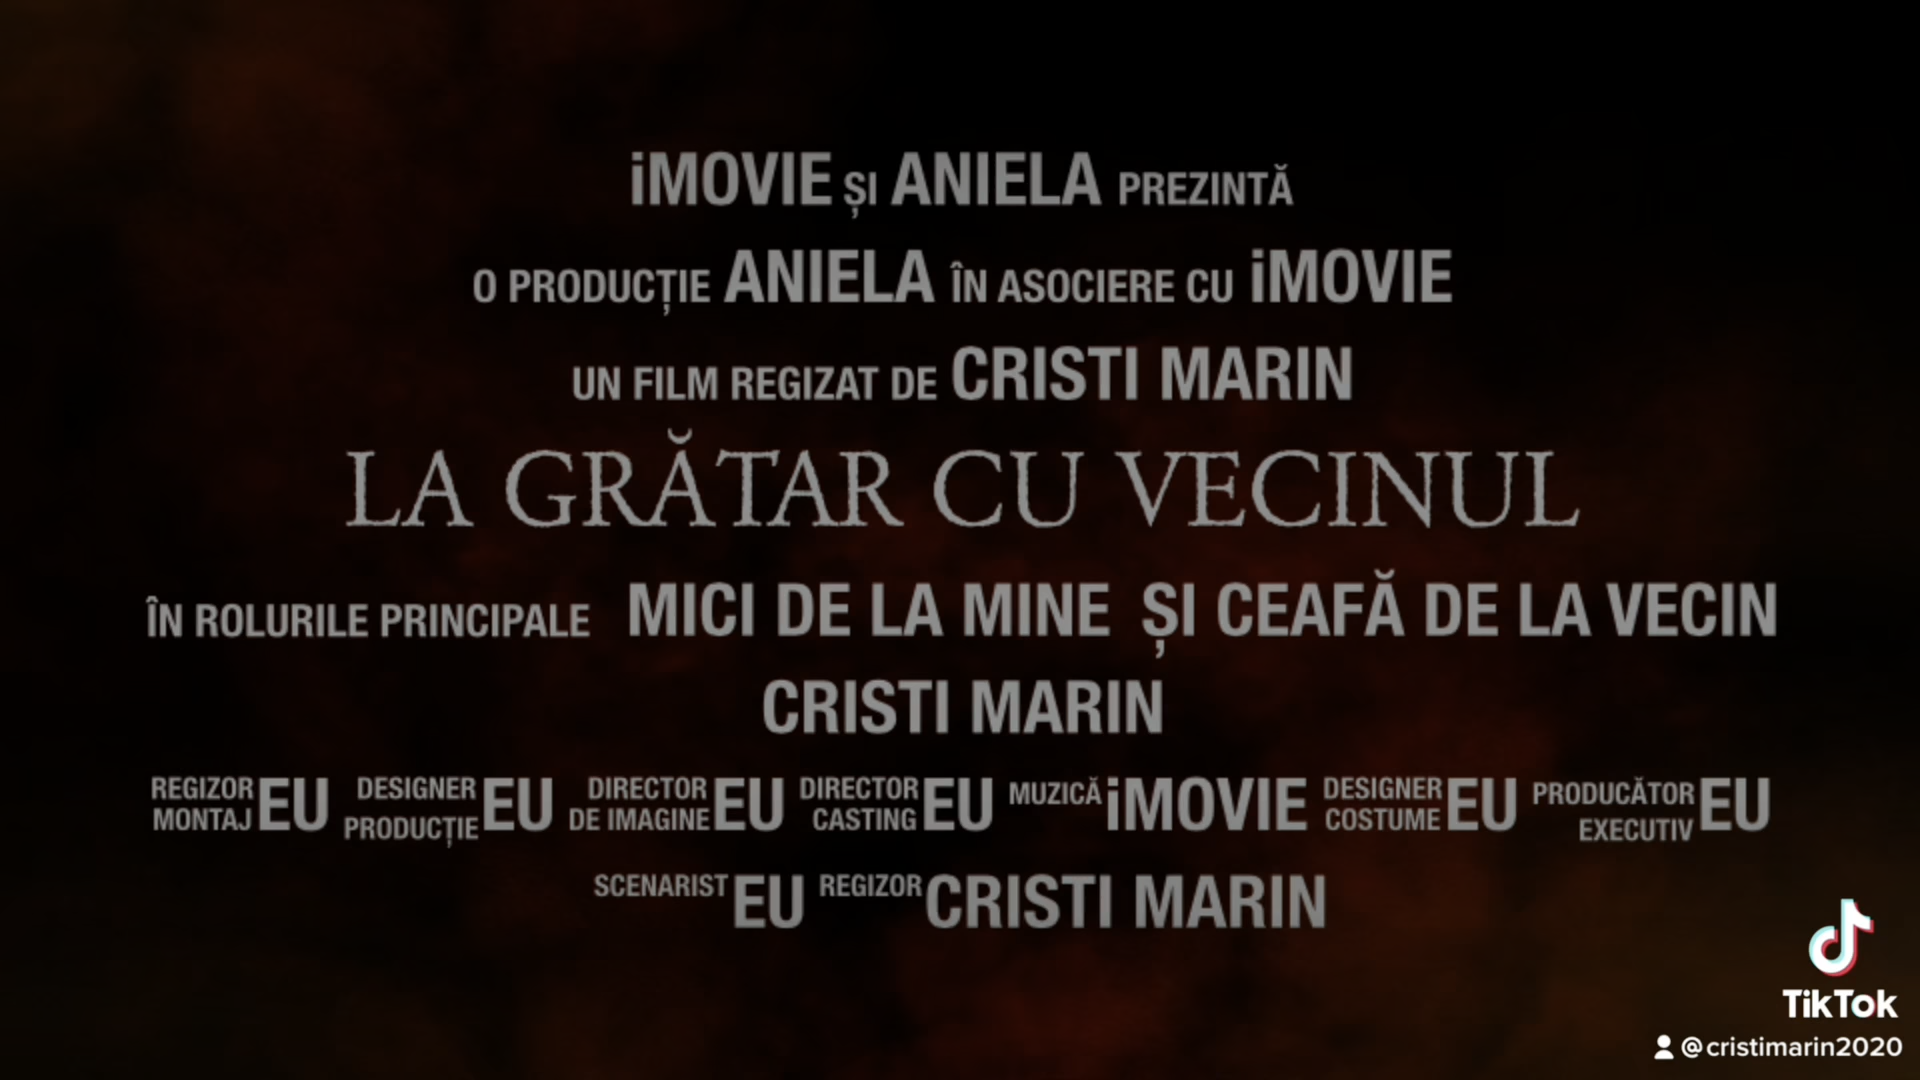 iMOVIE ȘI ANIELA PREZINTĂ
O PRODUCȚIE ANIELA ÎN ASOCIERE CU iMOVIE
UN FILM REGIZAT DE CRISTI MARIN
LA GRĂTAR CU VECINUL
ÎN ROLURILE PRINCIPALE MICI DE LA MINE ȘI CEAFĂ DE LA VECIN
CRISTI MARIN
REGIZOR MONTAJ EU DESIGNER PRODUCȚIE EU DIRECTOR DE IMAGINE EU DIRECTOR CASTING EU MUZICĂ iMOVIE DESIGNER COSTUME EU PRODUCĂTOR EXECUTIV EU
SCENARIST EU REGIZOR CRISTI MARIN
TikTok
@cristimarin2020